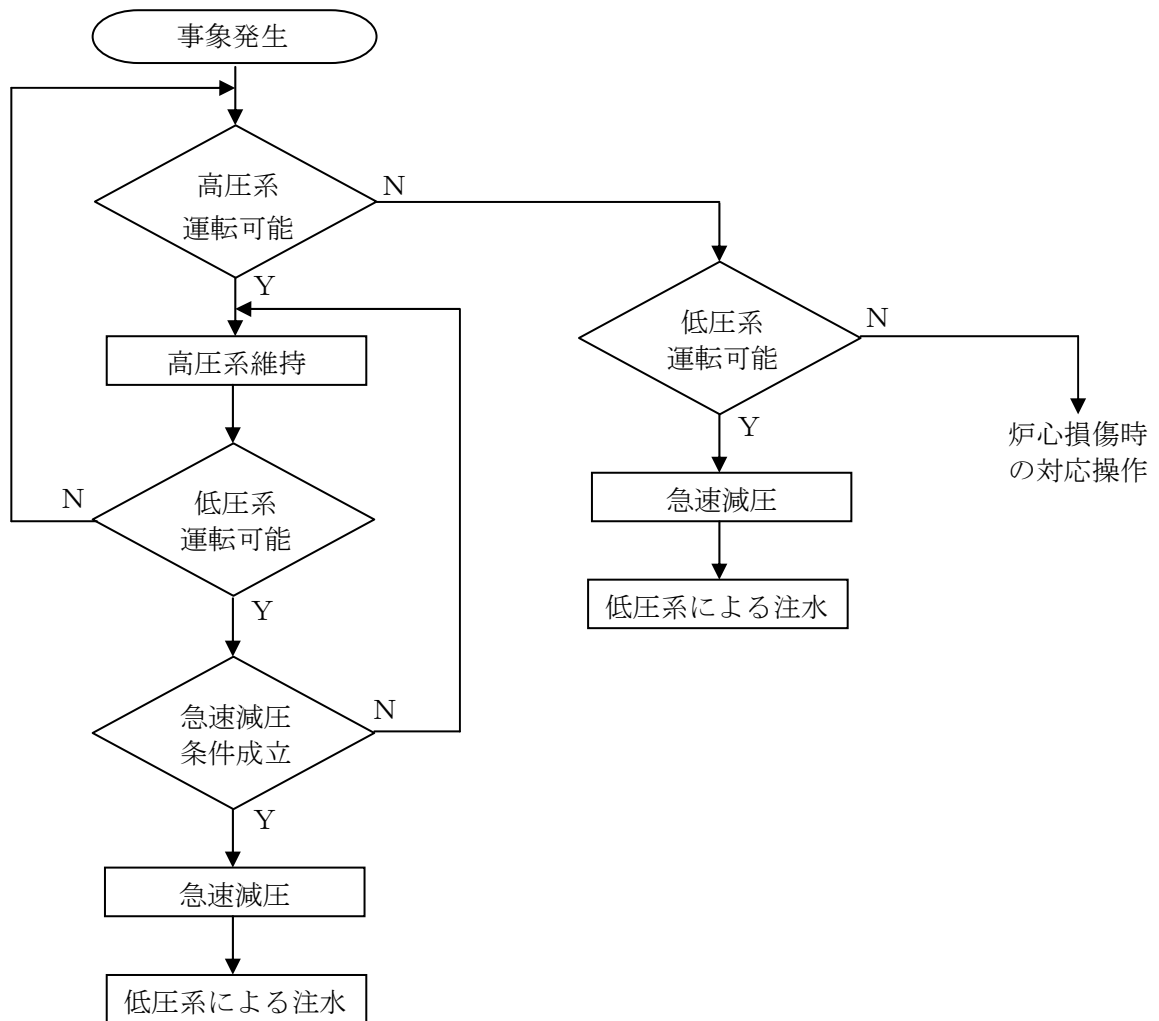 事象発生
高圧系
運転可能
N
Y
高圧系維持
低圧系
運転可能
N
Y
急速減圧
条件成立
N
Y
急速減圧
低圧系による注水
低圧系
運転可能
N
Y
炉心損傷時
の対応操作
急速減圧
低圧系による注水